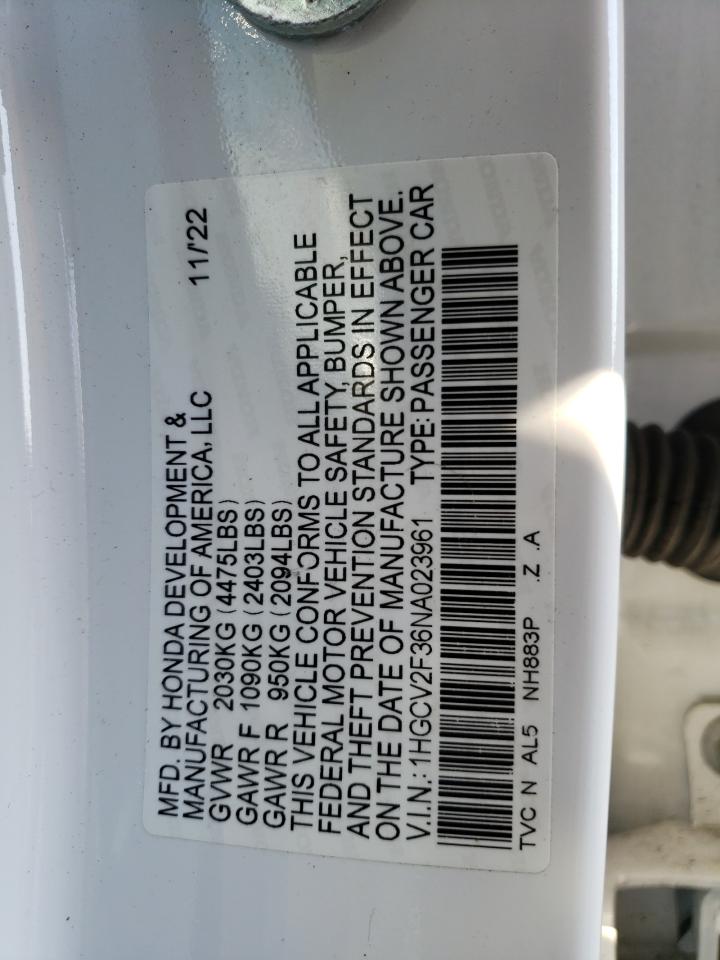 MFD. BY HONDA DEVELOPMENT &
MANUFACTURING OF AMERICA, LLC 11/'22
GVWR 2030KG (4475LBS)
GAWR F 1090KG (2403LBS)
GAWR R 950KG (2094LBS)
THIS VEHICLE CONFORMS TO ALL APPLICABLE
FEDERAL MOTOR VEHICLE SAFETY, BUMPER,
AND THEFT PREVENTION STANDARDS IN EFFECT
ON THE DATE OF MANUFACTURE SHOWN ABOVE.
V.I.N.: 1HGCV2F36NA023961 TYPE: PASSENGER CAR
TVC N AL5 NH883P .Z .A